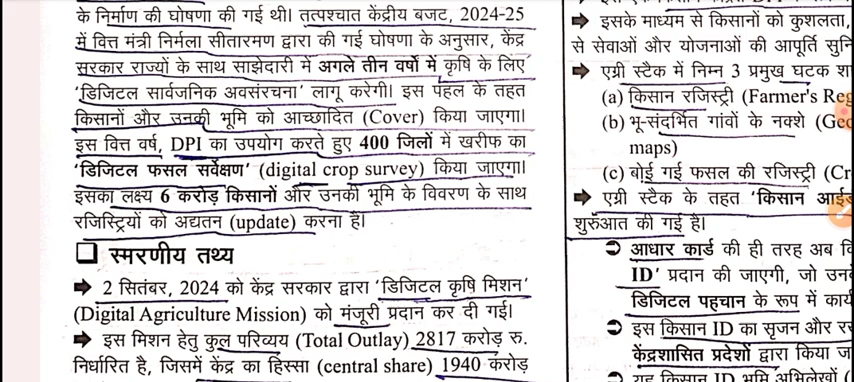 के निर्माण की घोषणा की गई थी। तत्पश्चात केंद्रीय बजट, 2024-25
में वित्त मंत्री निर्मला सीतारमण द्वारा की गई घोषणा के अनुसार, केंद्र
सरकार राज्यों के साथ साझेदारी में अगले तीन वर्षों में कृषि के लिए
'डिजिटल सार्वजनिक अवसंरचना' लागू करेगी। इस पहल के तहत
किसानों और उनकी भूमि को आच्छादित (Cover) किया जाएगा।
इस वित्त वर्ष, DPI का उपयोग करते हुए 400 जिलों में खरीफ का
'डिजिटल फसल सर्वेक्षण' (digital crop survey) किया जाएगा।
इसका लक्ष्य 6 करोड़ किसानों और उनकी भूमि के विवरण के साथ
रजिस्ट्रियों को अद्यतन (update) करना है।
स्मरणीय तथ्य
2 सितंबर, 2024 को केंद्र सरकार द्वारा 'डिजिटल कृषि मिशन'
(Digital Agriculture Mission) को मंजूरी प्रदान कर दी गई।
इस मिशन हेतु कुल परिव्यय (Total Outlay) 2817 करोड़ रु.
निर्धारित है, जिसमें केंद्र का हिस्सा (central share) 1940 करोड़
इसके माध्यम से किसानों को कुशलता,
से सेवाओं और योजनाओं की आपूर्ति सुनि
एग्री स्टैक में निम्न 3 प्रमुख घटक शा
(a) किसान रजिस्ट्री (Farmer's Reg
(b) भू-संदर्भित गांवों के नक्शे (Geo
maps)
(c) बोई गई फसल की रजिस्ट्री (Cr
एग्री स्टैक के तहत 'किसान आई
शुरुआत की गई है।
आधार कार्ड की ही तरह अब कि
ID' प्रदान की जाएगी, जो उन
डिजिटल पहचान के रूप में कार्य
इस किसान ID का सृजन और र
केंद्रशासित प्रदेशों द्वारा किया ज
यह किसान ID भूमि अभिलेखों (